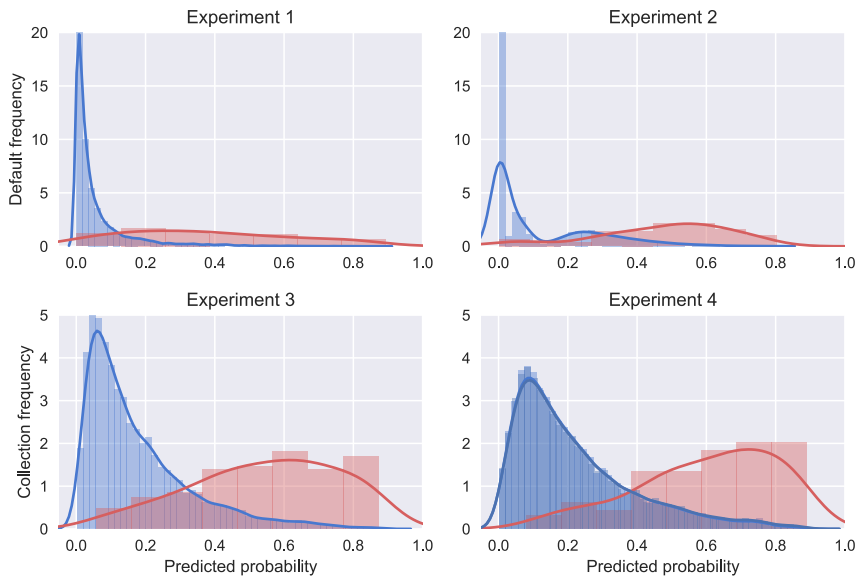 Experiment 1
Experiment 2
Default frequency
20
15
10
5
0
0.0 0.2 0.4 0.6 0.8 1.0
20
15
10
5
0
0.0 0.2 0.4 0.6 0.8 1.0
Experiment 3
Experiment 4
Collection frequency
5
4
3
2
1
0
0.0 0.2 0.4 0.6 0.8 1.0
Predicted probability
5
4
3
2
1
0
0.0 0.2 0.4 0.6 0.8 1.0
Predicted probability